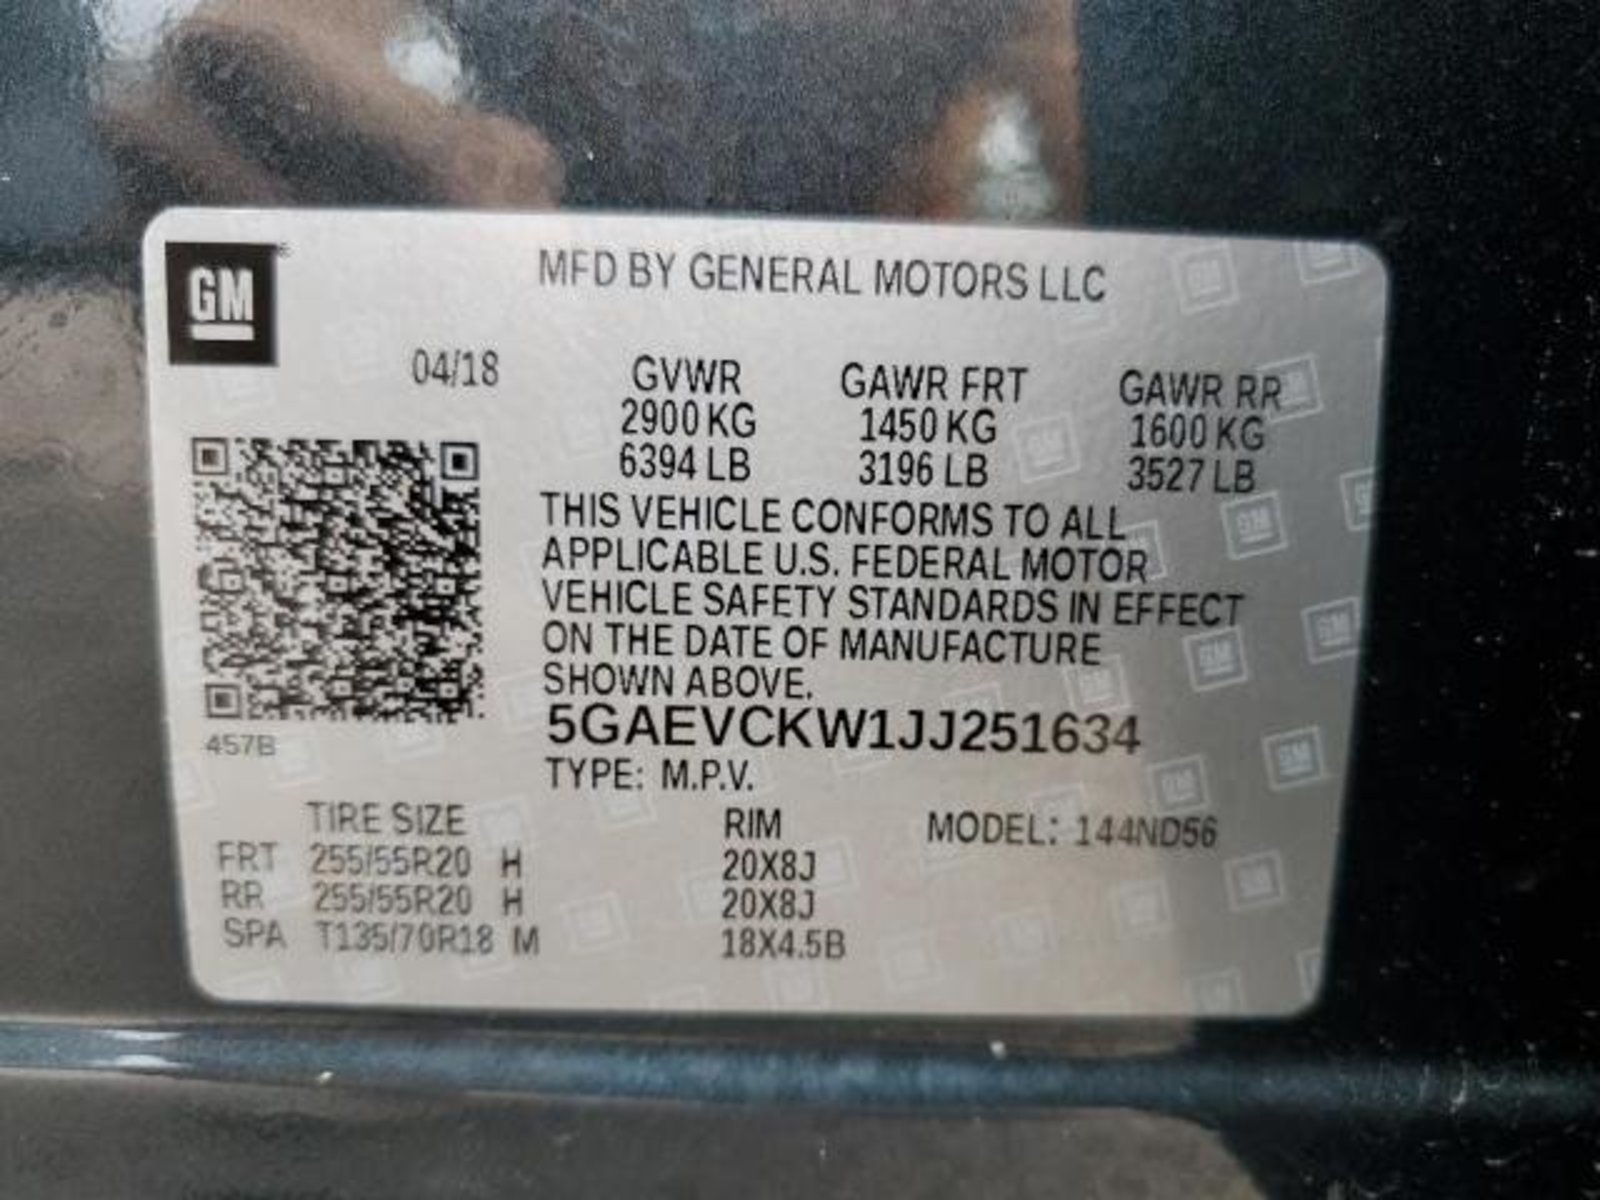 GM
MFD BY GENERAL MOTORS LLC
04/18 GVWR GAWR FRT GAWR RR
2900 KG 1450 KG 1600 KG
6394 LB 3196 LB 3527 LB
THIS VEHICLE CONFORMS TO ALL
APPLICABLE U.S. FEDERAL MOTOR
VEHICLE SAFETY STANDARDS IN EFFECT
ON THE DATE OF MANUFACTURE
SHOWN ABOVE.
457B
5GAEVCKW1JJ251634
TYPE: M.P.V.
TIRE SIZE RIM MODEL: 144ND56
FRT 255/55R20 H 20X8J
RR 255/55R20 H 20X8J
SPA T135/70R18 M 18X4.5B